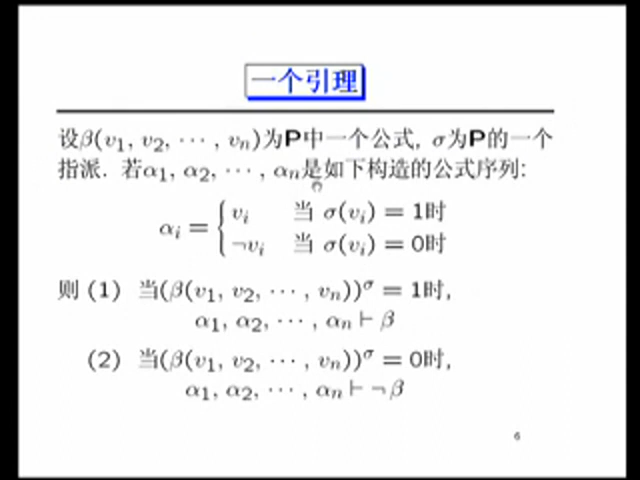 一个引理
设β(v₁, v₂, ⋯ , vₙ)为P中一个公式, σ为P的一个
指派. 若α₁, α₂, ⋯ , αₙ是如下构造的公式序列:
αᵢ = { vᵢ 当 σ(vᵢ) = 1时
¬vᵢ 当 σ(vᵢ) = 0时
则 (1) 当(β(v₁, v₂, ⋯ , vₙ))^σ = 1时,
α₁, α₂, ⋯ , αₙ ⊢ β
(2) 当(β(v₁, v₂, ⋯ , vₙ))^σ = 0时,
α₁, α₂, ⋯ , αₙ ⊢ ¬β
6